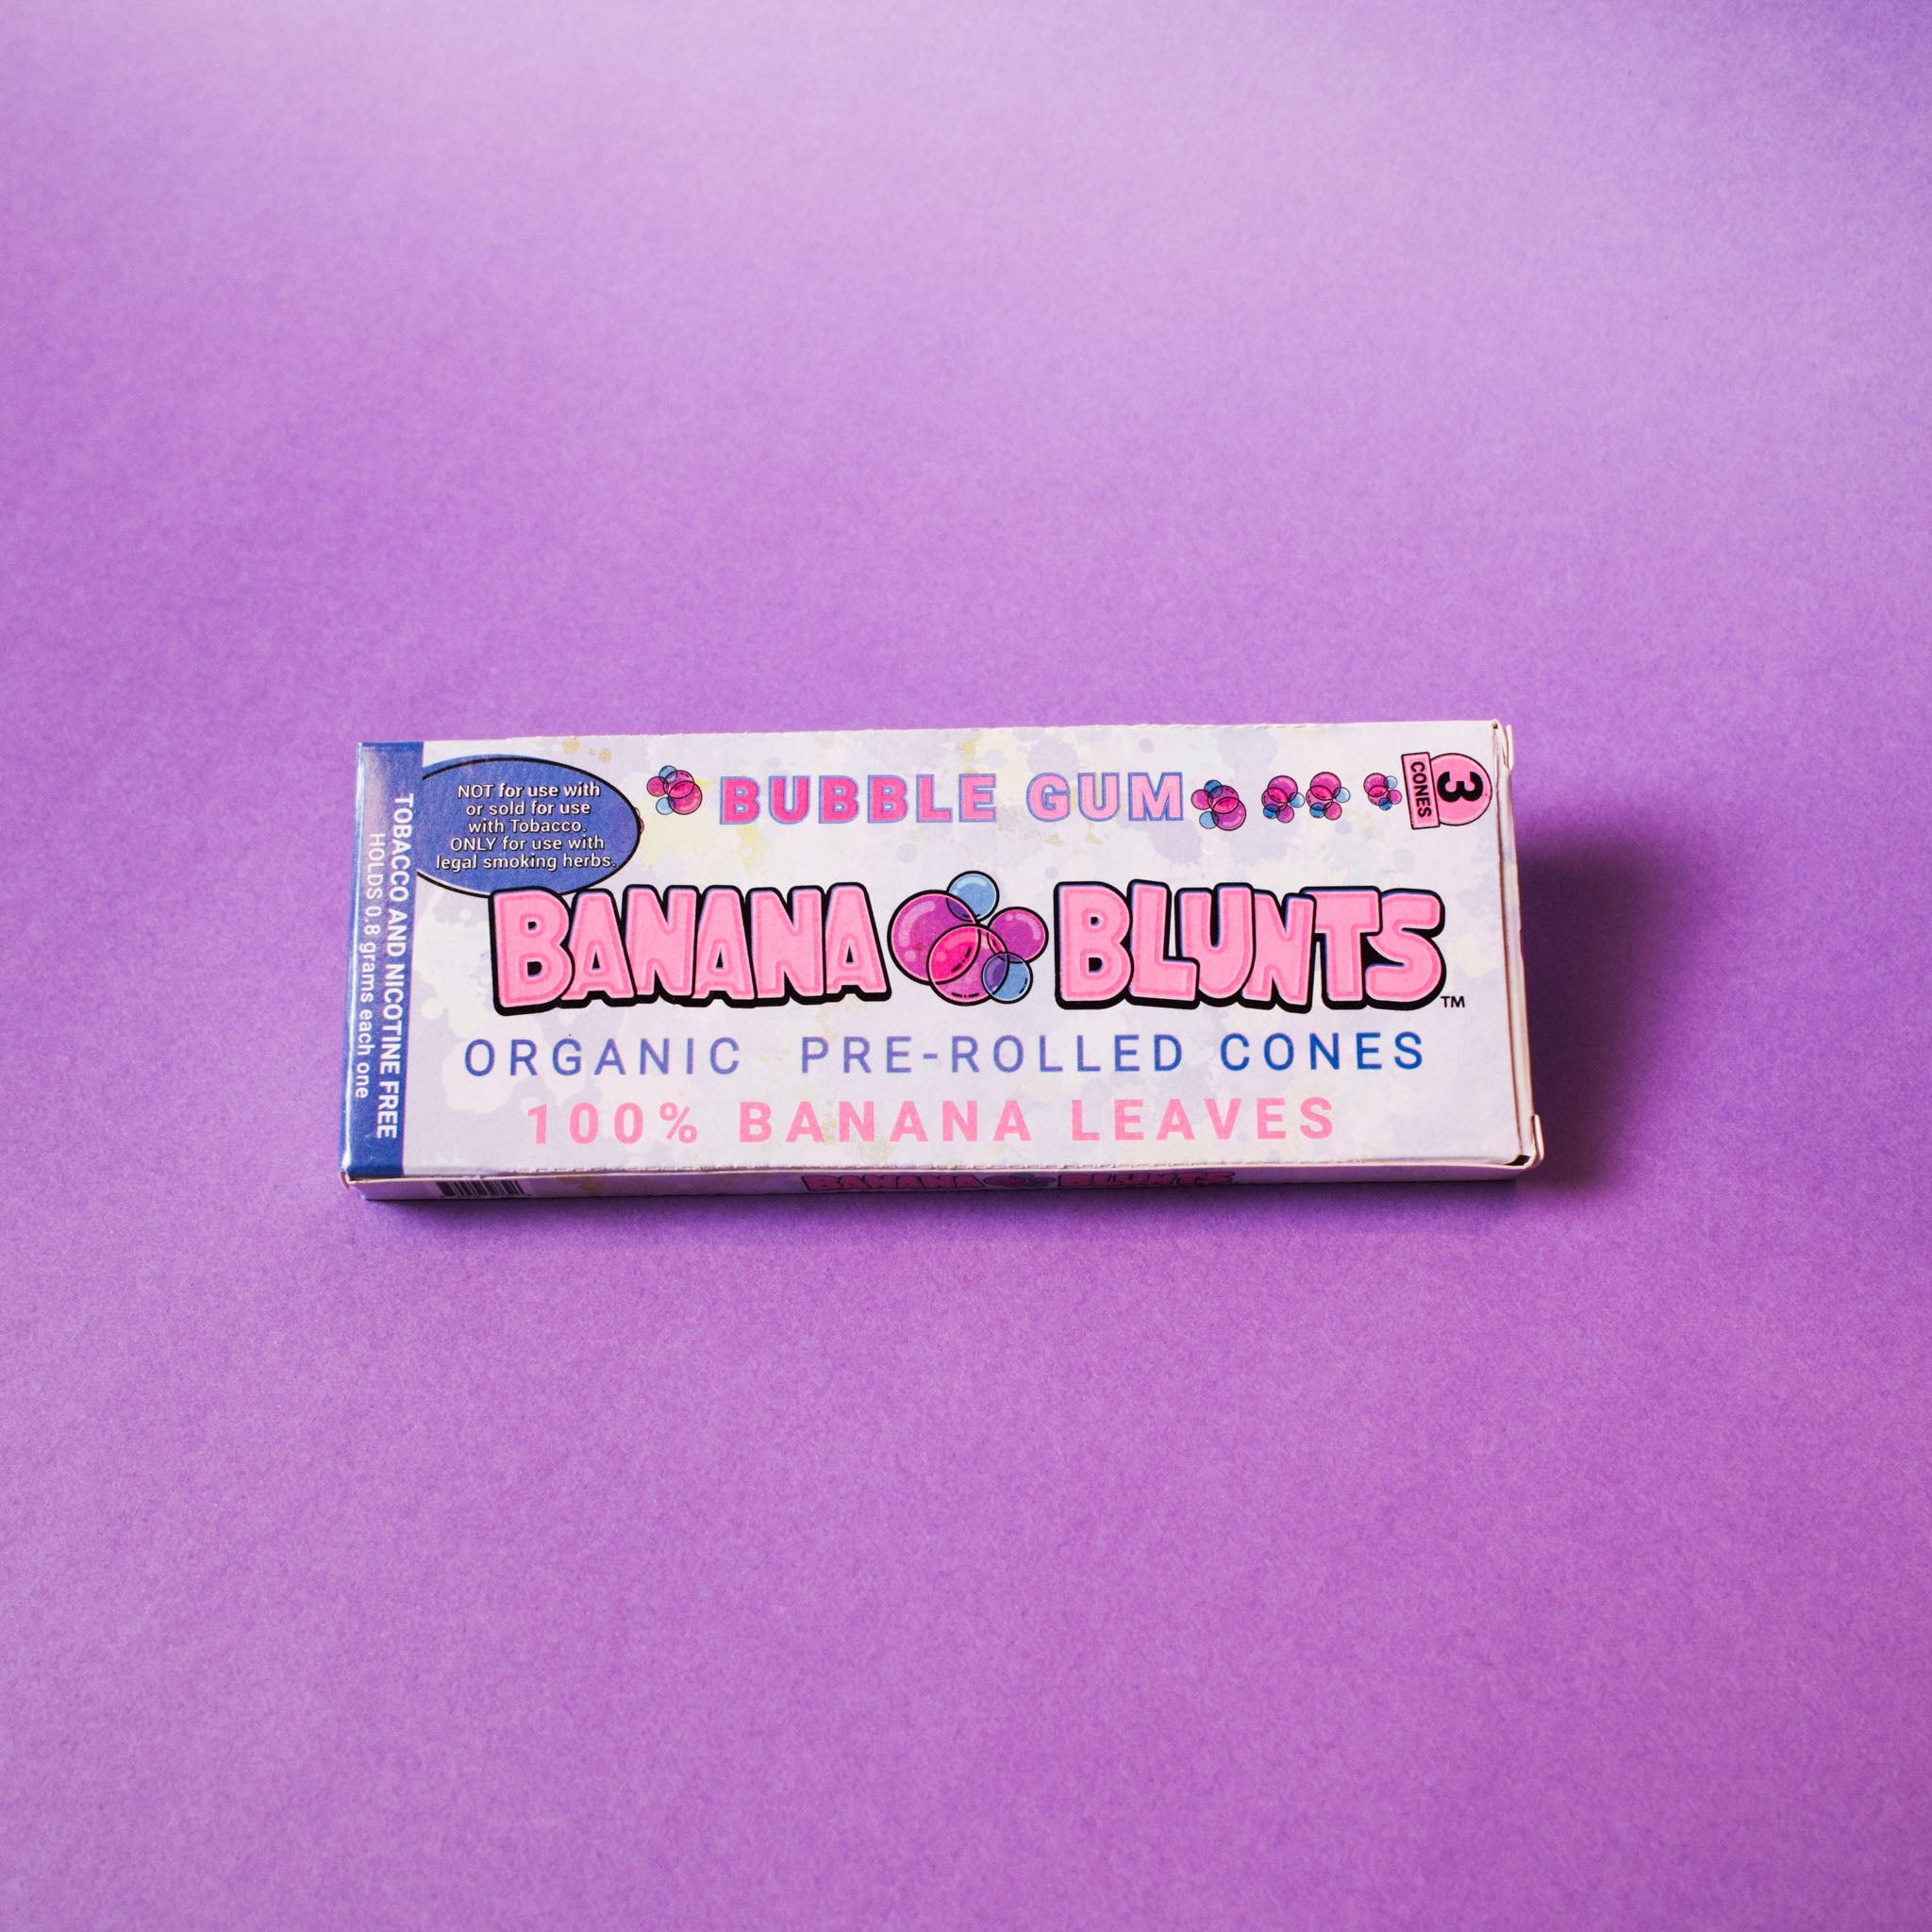 NOT for use with
or sold for use
with Tobacco.
ONLY for use with
legal smoking herbs.
BUBBLE GUM
3
CONES
BANANA BLUNTS™
ORGANIC PRE-ROLLED CONES
100% BANANA LEAVES
TOBACCO AND NICOTINE FREE
HOLDS 0.8 grams each one
BANANA BLUNTS